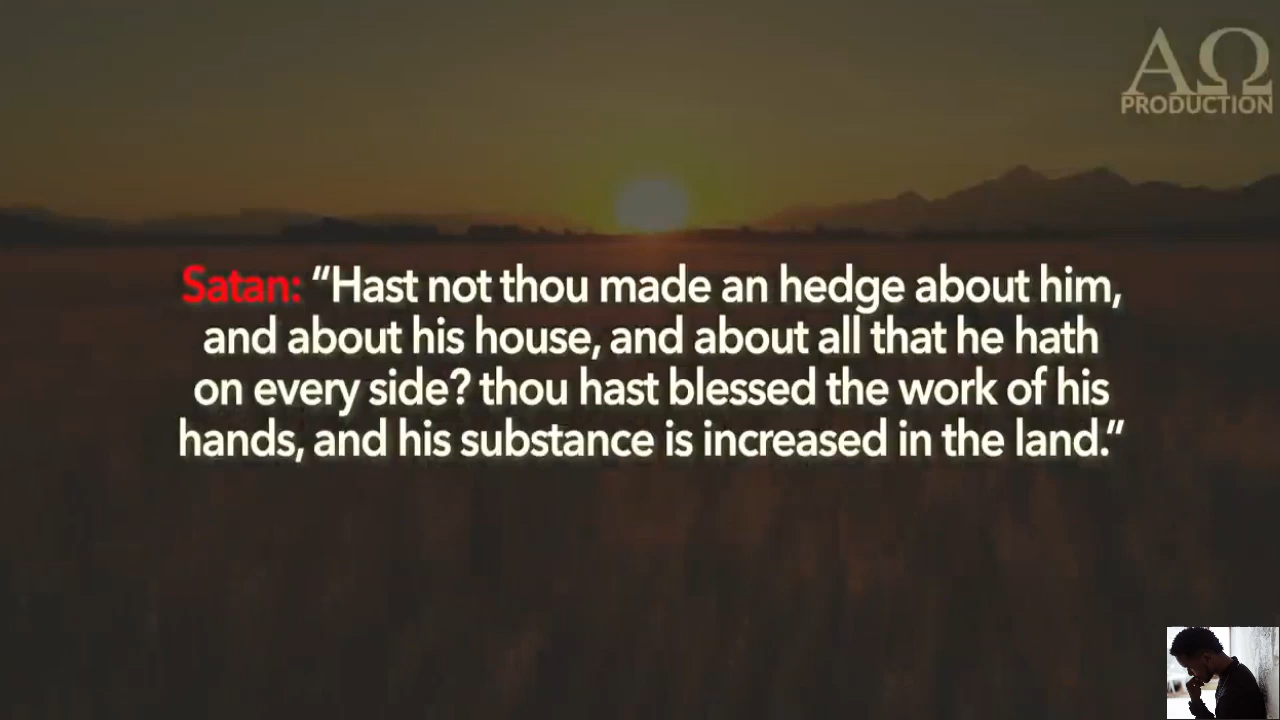 ΑΩ
PRODUCTION
Satan: “Hast not thou made an hedge about him,
and about his house, and about all that he hath
on every side? thou hast blessed the work of his
hands, and his substance is increased in the land.”